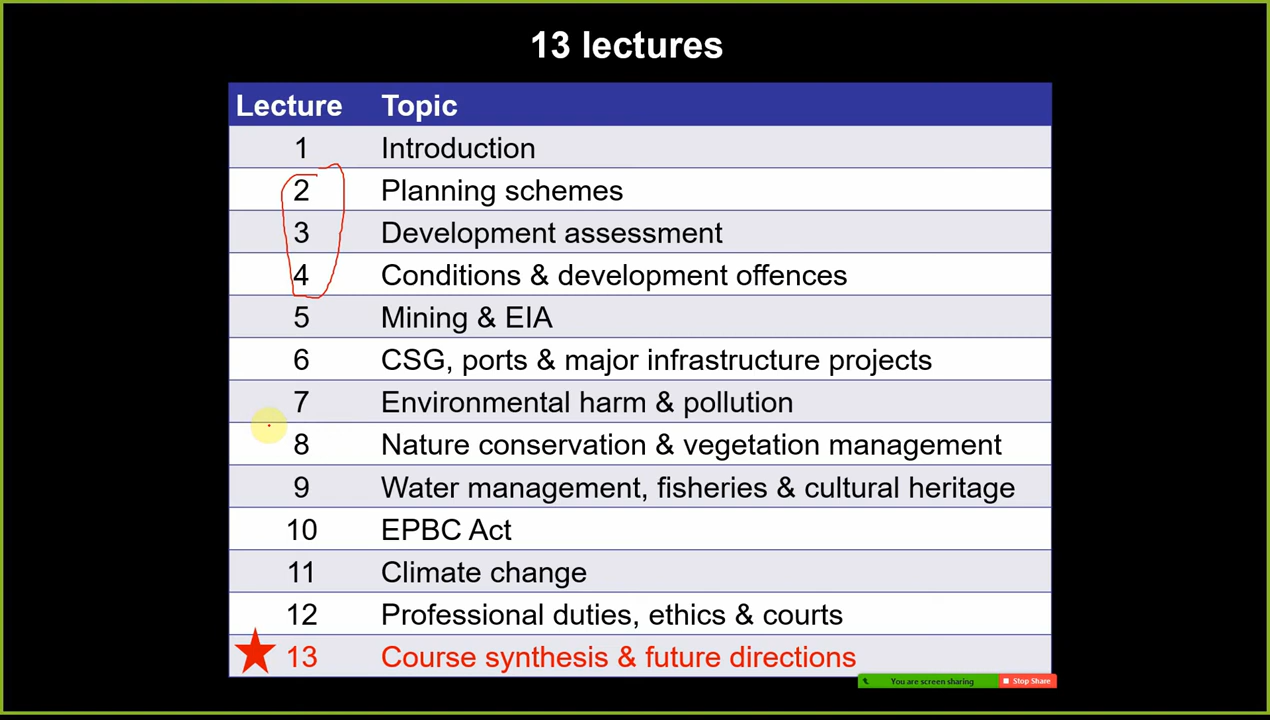 13 lectures
Lecture Topic
1 Introduction
2 Planning schemes
3 Development assessment
4 Conditions & development offences
5 Mining & EIA
6 CSG, ports & major infrastructure projects
7 Environmental harm & pollution
8 Nature conservation & vegetation management
9 Water management, fisheries & cultural heritage
10 EPBC Act
11 Climate change
12 Professional duties, ethics & courts
13 Course synthesis & future directions
You are screen sharing Stop Share